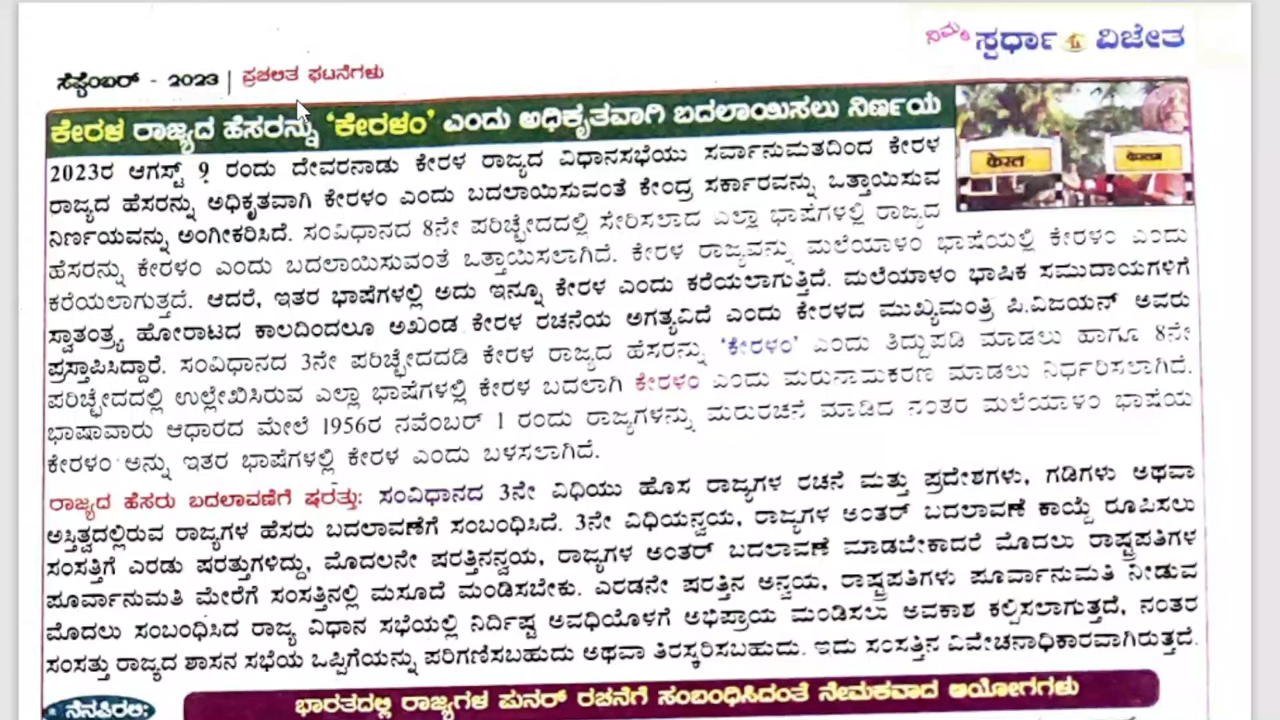 ನಿಮ್ಮ ಸ್ಪರ್ಧಾ ವಿಜೇತ
ಸೆಪ್ಟೆಂಬರ್ - 2023 | ಪ್ರಚಲಿತ ಘಟನೆಗಳು
ಕೇರಳ ರಾಜ್ಯದ ಹೆಸರನ್ನು 'ಕೇರಳಂ' ಎಂದು ಅಧಿಕೃತವಾಗಿ ಬದಲಾಯಿಸಲು ನಿರ್ಣಯ
2023ರ ಆಗಸ್ಟ್ 9 ರಂದು ದೇವರನಾಡು ಕೇರಳ ರಾಜ್ಯದ ವಿಧಾನಸಭೆಯು ಸರ್ವಾನುಮತದಿಂದ ಕೇರಳ
ರಾಜ್ಯದ ಹೆಸರನ್ನು ಅಧಿಕೃತವಾಗಿ ಕೇರಳಂ ಎಂದು ಬದಲಾಯಿಸುವಂತೆ ಕೇಂದ್ರ ಸರ್ಕಾರವನ್ನು ಒತ್ತಾಯಿಸುವ
ನಿರ್ಣಯವನ್ನು ಅಂಗೀಕರಿಸಿದೆ. ಸಂವಿಧಾನದ 8ನೇ ಪರಿಚ್ಛೇದದಲ್ಲಿ ಸೇರಿಸಲಾದ ಎಲ್ಲಾ ಭಾಷೆಗಳಲ್ಲಿ ರಾಜ್ಯದ
ಹೆಸರನ್ನು ಕೇರಳಂ ಎಂದು ಬದಲಾಯಿಸುವಂತೆ ಒತ್ತಾಯಿಸಲಾಗಿದೆ. ಕೇರಳ ರಾಜ್ಯವನ್ನು ಮಲೆಯಾಳಂ ಭಾಷೆಯಲ್ಲಿ ಕೇರಳಂ ಎಂದು
ಕರೆಯಲಾಗುತ್ತದೆ. ಆದರೆ, ಇತರ ಭಾಷೆಗಳಲ್ಲಿ ಅದು ಇನ್ನೂ ಕೇರಳ ಎಂದು ಕರೆಯಲಾಗುತ್ತಿದೆ. ಮಲೆಯಾಳಂ ಭಾಷಿಕ ಸಮುದಾಯಗಳಿಗೆ
ಸ್ವಾತಂತ್ರ್ಯ ಹೋರಾಟದ ಕಾಲದಿಂದಲೂ ಅಖಂಡ ಕೇರಳ ರಚನೆಯ ಅಗತ್ಯವಿದೆ ಎಂದು ಕೇರಳದ ಮುಖ್ಯಮಂತ್ರಿ ಪಿ.ವಿಜಯನ್ ಅವರು
ಪ್ರಸ್ತಾಪಿಸಿದ್ದಾರೆ. ಸಂವಿಧಾನದ 3ನೇ ಪರಿಚ್ಛೇದದಡಿ ಕೇರಳ ರಾಜ್ಯದ ಹೆಸರನ್ನು 'ಕೇರಳಂ' ಎಂದು ತಿದ್ದುಪಡಿ ಮಾಡಲು ಹಾಗೂ 8ನೇ
ಪರಿಚ್ಛೇದದಲ್ಲಿ ಉಲ್ಲೇಖಿಸಿರುವ ಎಲ್ಲಾ ಭಾಷೆಗಳಲ್ಲಿ ಕೇರಳ ಬದಲಾಗಿ ಕೇರಳಂ ಎಂದು ಮರುನಾಮಕರಣ ಮಾಡಲು ನಿರ್ಧರಿಸಲಾಗಿದೆ.
ಭಾಷಾವಾರು ಆಧಾರದ ಮೇಲೆ 1956ರ ನವೆಂಬರ್ 1 ರಂದು ರಾಜ್ಯಗಳನ್ನು ಮರುರಚನೆ ಮಾಡಿದ ನಂತರ ಮಲೆಯಾಳಂ ಭಾಷೆಯ
ಕೇರಳಂ ಅನ್ನು ಇತರ ಭಾಷೆಗಳಲ್ಲಿ ಕೇರಳ ಎಂದು ಬಳಸಲಾಗಿದೆ.
ರಾಜ್ಯದ ಹೆಸರು ಬದಲಾವಣೆಗೆ ಷರತ್ತು: ಸಂವಿಧಾನದ 3ನೇ ವಿಧಿಯು ಹೊಸ ರಾಜ್ಯಗಳ ರಚನೆ ಮತ್ತು ಪ್ರದೇಶಗಳು, ಗಡಿಗಳು ಅಥವಾ
ಅಸ್ತಿತ್ವದಲ್ಲಿರುವ ರಾಜ್ಯಗಳ ಹೆಸರು ಬದಲಾವಣೆಗೆ ಸಂಬಂಧಿಸಿದೆ. 3ನೇ ವಿಧಿಯನ್ವಯ, ರಾಜ್ಯಗಳ ಅಂತರ್ ಬದಲಾವಣೆ ಕಾಯ್ದೆ ರೂಪಿಸಲು
ಸಂಸತ್ತಿಗೆ ಎರಡು ಷರತ್ತುಗಳಿದ್ದು, ಮೊದಲನೇ ಷರತ್ತಿನನ್ವಯ, ರಾಜ್ಯಗಳ ಅಂತರ್ ಬದಲಾವಣೆ ಮಾಡಬೇಕಾದರೆ ಮೊದಲು ರಾಷ್ಟ್ರಪತಿಗಳ
ಪೂರ್ವಾನುಮತಿ ಮೇರೆಗೆ ಸಂಸತ್ತಿನಲ್ಲಿ ಮಸೂದೆ ಮಂಡಿಸಬೇಕು. ಎರಡನೇ ಷರತ್ತಿನ ಅನ್ವಯ, ರಾಷ್ಟ್ರಪತಿಗಳು ಪೂರ್ವಾನುಮತಿ ನೀಡುವ
ಮೊದಲು ಸಂಬಂಧಿಸಿದ ರಾಜ್ಯ ವಿಧಾನ ಸಭೆಯಲ್ಲಿ ನಿರ್ದಿಷ್ಟ ಅವಧಿಯೊಳಗೆ ಅಭಿಪ್ರಾಯ ಮಂಡಿಸಲು ಅವಕಾಶ ಕಲ್ಪಿಸಲಾಗುತ್ತದೆ, ನಂತರ
ಸಂಸತ್ತು ರಾಜ್ಯದ ಶಾಸನ ಸಭೆಯ ಒಪ್ಪಿಗೆಯನ್ನು ಪರಿಗಣಿಸಬಹುದು ಅಥವಾ ತಿರಸ್ಕರಿಸಬಹುದು. ಇದು ಸಂಸತ್ತಿನ ವಿವೇಚನಾಧಿಕಾರವಾಗಿರುತ್ತದೆ.
ನೆನಪಿರಲಿ:
ಭಾರತದಲ್ಲಿ ರಾಜ್ಯಗಳ ಪುನರ್ ರಚನೆಗೆ ಸಂಬಂಧಿಸಿದಂತೆ ನೇಮಕವಾದ ಆಯೋಗಗಳು